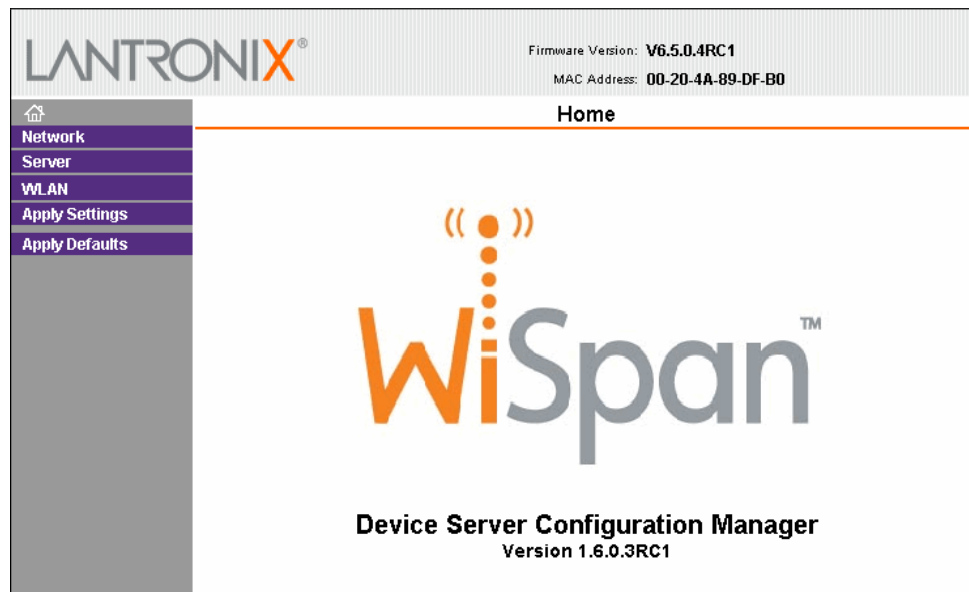 LANTRONIX®
Firmware Version: V6.5.0.4RC1
MAC Address: 00-20-4A-89-DF-B0
Home
Network
Server
WLAN
Apply Settings
Apply Defaults
WiSpan™
Device Server Configuration Manager
Version 1.6.0.3RC1